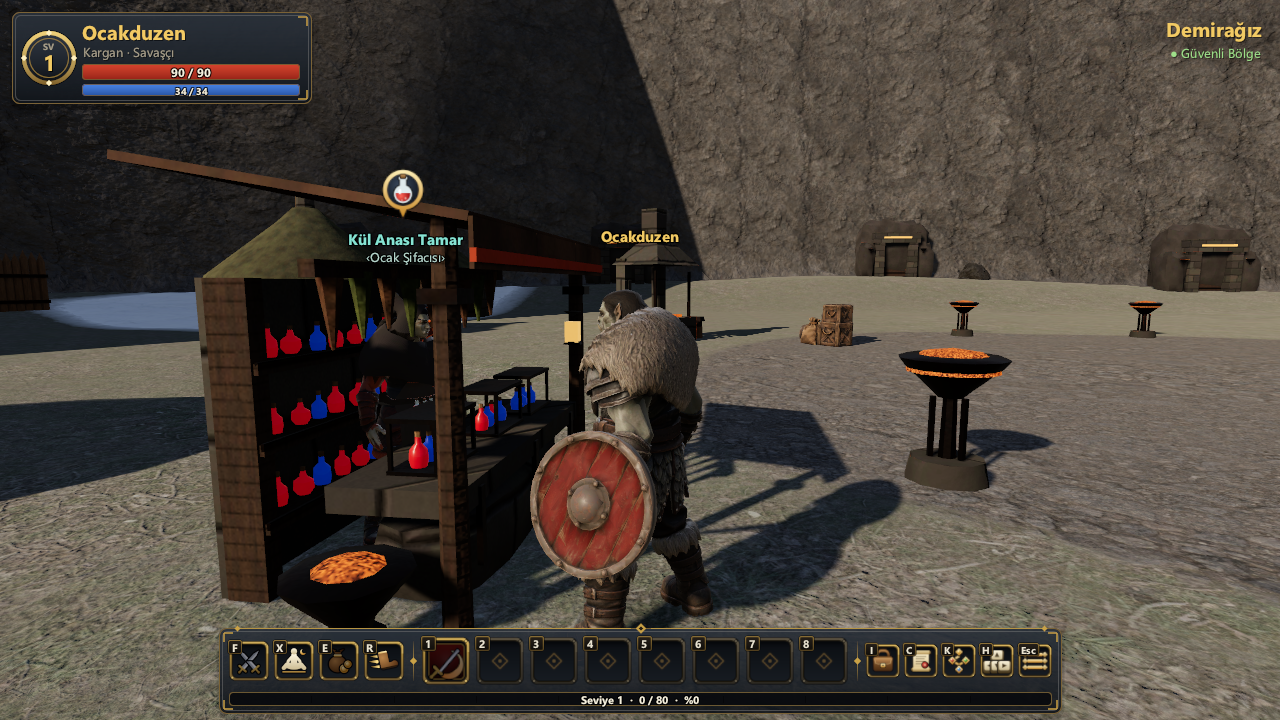 Ocakduzen
SV
1
Kargan · Savaşçı
90 / 90
34 / 34
Demirağız
Güvenli Bölge
Kül Anası Tamar
‹Ocak Şifacısı›
Ocakduzen
F X E R 1 2 3 4 5 6 7 8 I C K H Esc
Seviye 1 · 0 / 80 · %0